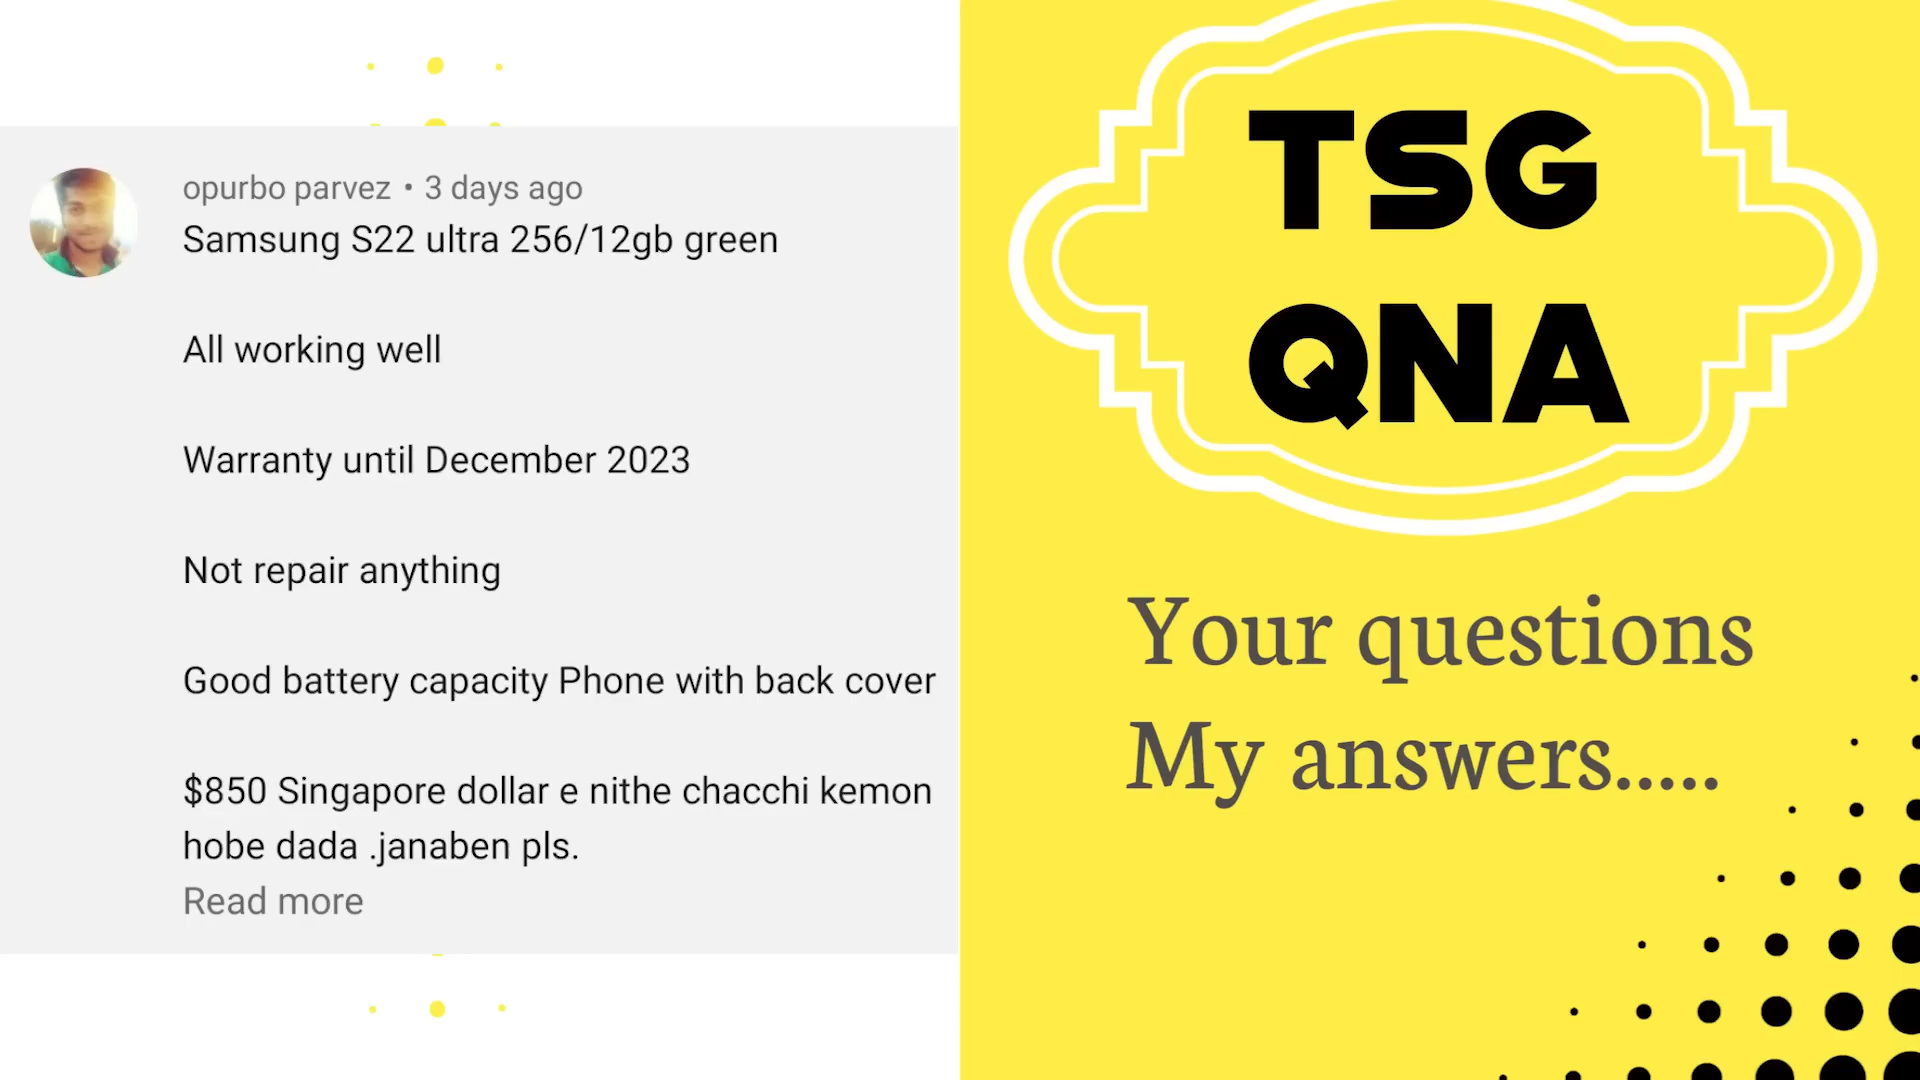 opurbo parvez • 3 days ago
Samsung S22 ultra 256/12gb green
All working well
Warranty until December 2023
Not repair anything
Good battery capacity Phone with back cover
$850 Singapore dollar e nithe chacchi kemon
hobe dada .janaben pls.
Read more
TSG
QNA
Your questions
My answers.....